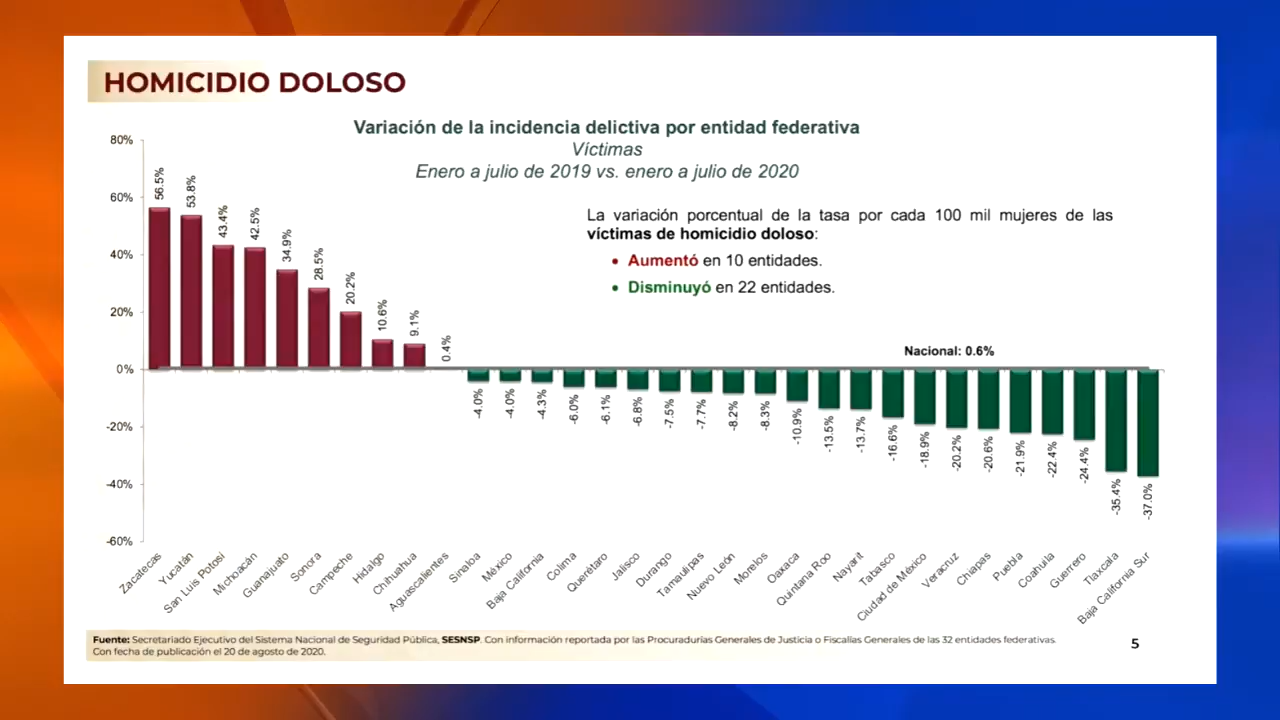 HOMICIDIO DOLOSO
Variación de la incidencia delictiva por entidad federativa
Víctimas
Enero a julio de 2019 vs. enero a julio de 2020
La variación porcentual de la tasa por cada 100 mil mujeres de las
víctimas de homicidio doloso:
• Aumentó en 10 entidades.
• Disminuyó en 22 entidades.
Nacional: 0.6%
80%
60%
40%
20%
0%
-20%
-40%
-60%
56.5%
53.8%
43.4%
42.5%
34.9%
28.5%
20.2%
10.6%
9.1%
0.4%
-4.0%
-4.0%
-4.3%
-6.0%
-6.1%
-6.8%
-7.5%
-7.7%
-8.2%
-8.3%
-10.9%
-13.5%
-13.7%
-16.6%
-18.9%
-20.2%
-20.6%
-21.9%
-22.4%
-24.4%
-35.4%
-37.0%
Zacatecas
Yucatán
San Luis Potosí
Michoacán
Guanajuato
Sonora
Campeche
Hidalgo
Chihuahua
Aguascalientes
Sinaloa
México
Baja California
Colima
Querétaro
Jalisco
Durango
Tamaulipas
Nuevo León
Morelos
Oaxaca
Quintana Roo
Nayarit
Tabasco
Ciudad de México
Veracruz
Chiapas
Puebla
Coahuila
Guerrero
Tlaxcala
Baja California Sur
Fuente: Secretariado Ejecutivo del Sistema Nacional de Seguridad Pública, SESNSP. Con información reportada por las Procuradurías Generales de Justicia o Fiscalías Generales de las 32 entidades federativas.
Con fecha de publicación el 20 de agosto de 2020.
5